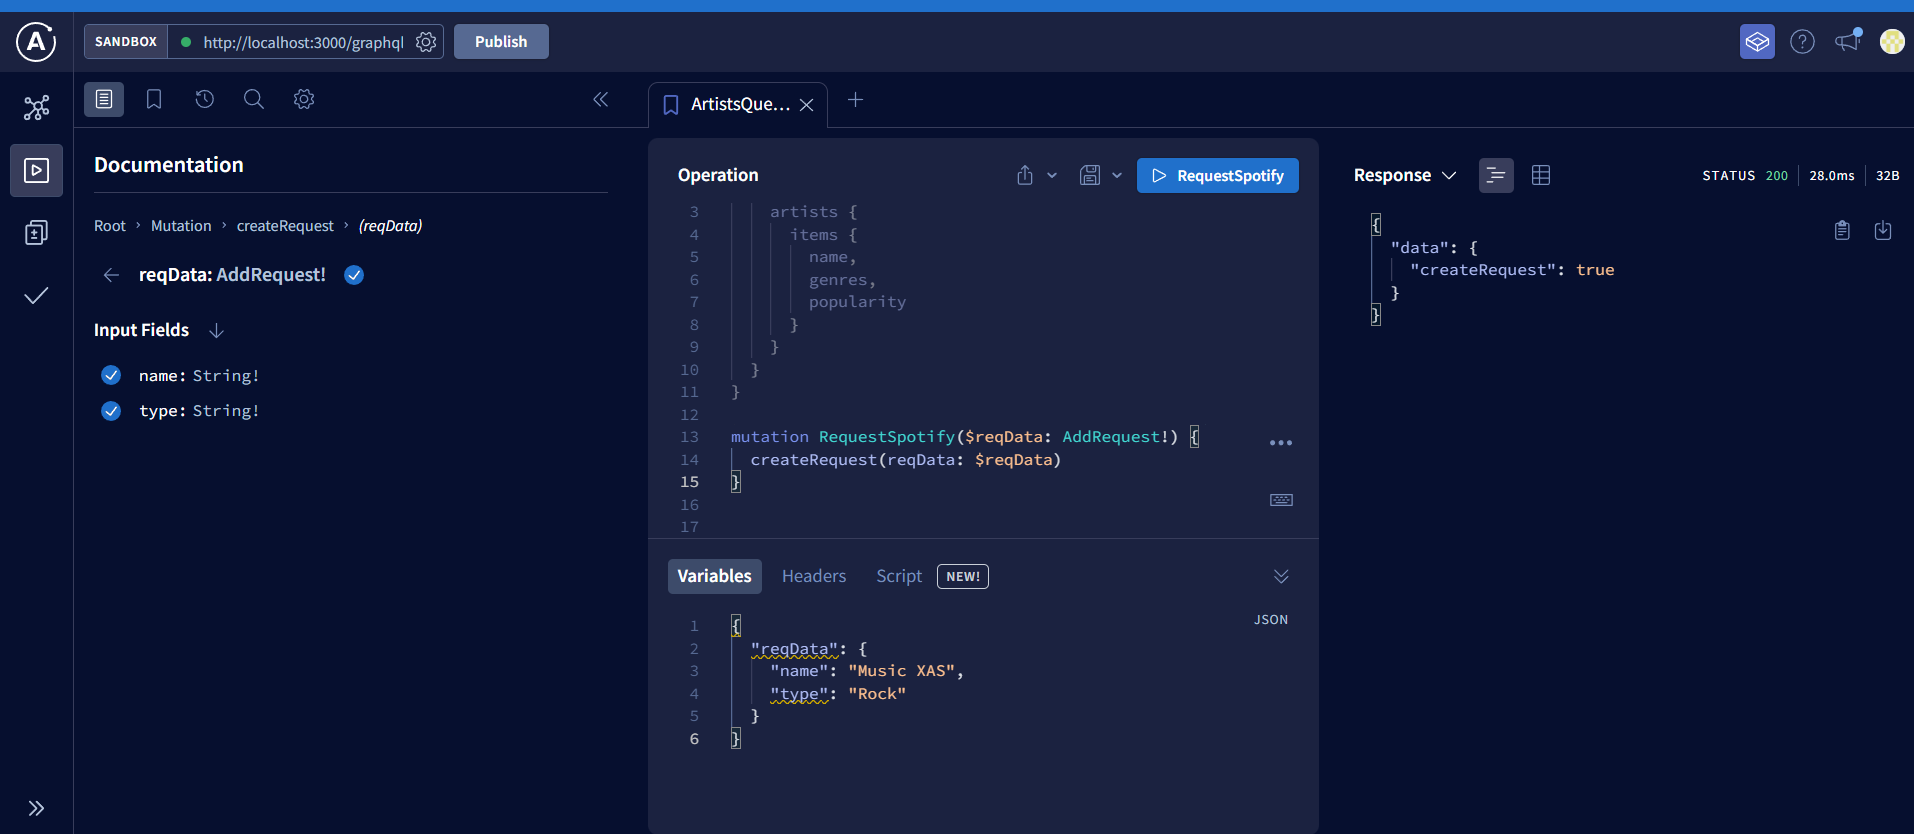 SANDBOX http://localhost:3000/graphql Publish
ArtistsQue...
Documentation
Root › Mutation › createRequest › (reqData)
reqData: AddRequest!
Input Fields
name: String!
type: String!
Operation
RequestSpotify
3 artists {
4 items {
5 name,
6 genres,
7 popularity
8 }
9 }
10 }
11 }
12
13 mutation RequestSpotify($reqData: AddRequest!) {
14 createRequest(reqData: $reqData)
15 }
16
17
Variables Headers Script NEW!
JSON
1 {
2 "reqData": {
3 "name": "Music XAS",
4 "type": "Rock"
5 }
6 }
Response STATUS 200 28.0ms 32B
{
"data": {
"createRequest": true
}
}